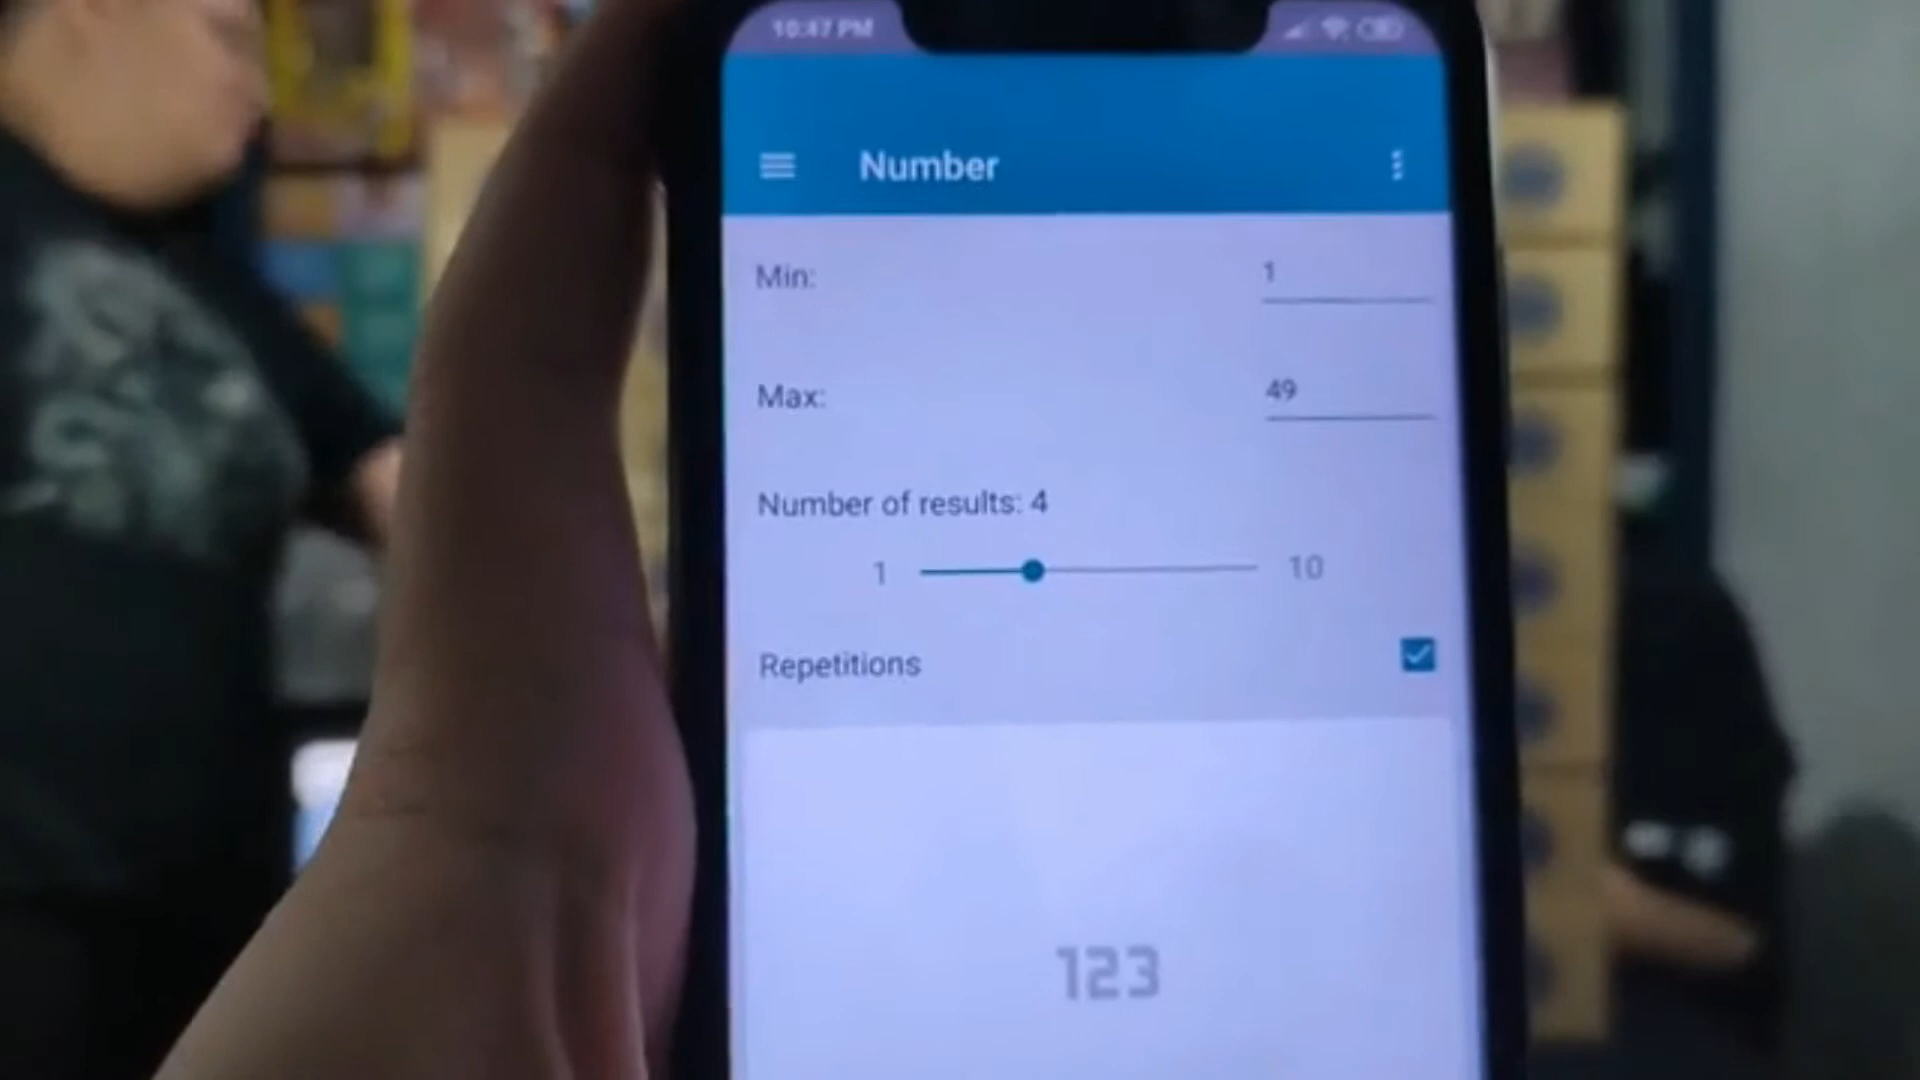 10:47 PM
Number
Min: 1
Max: 49
Number of results: 4
1 10
Repetitions
123